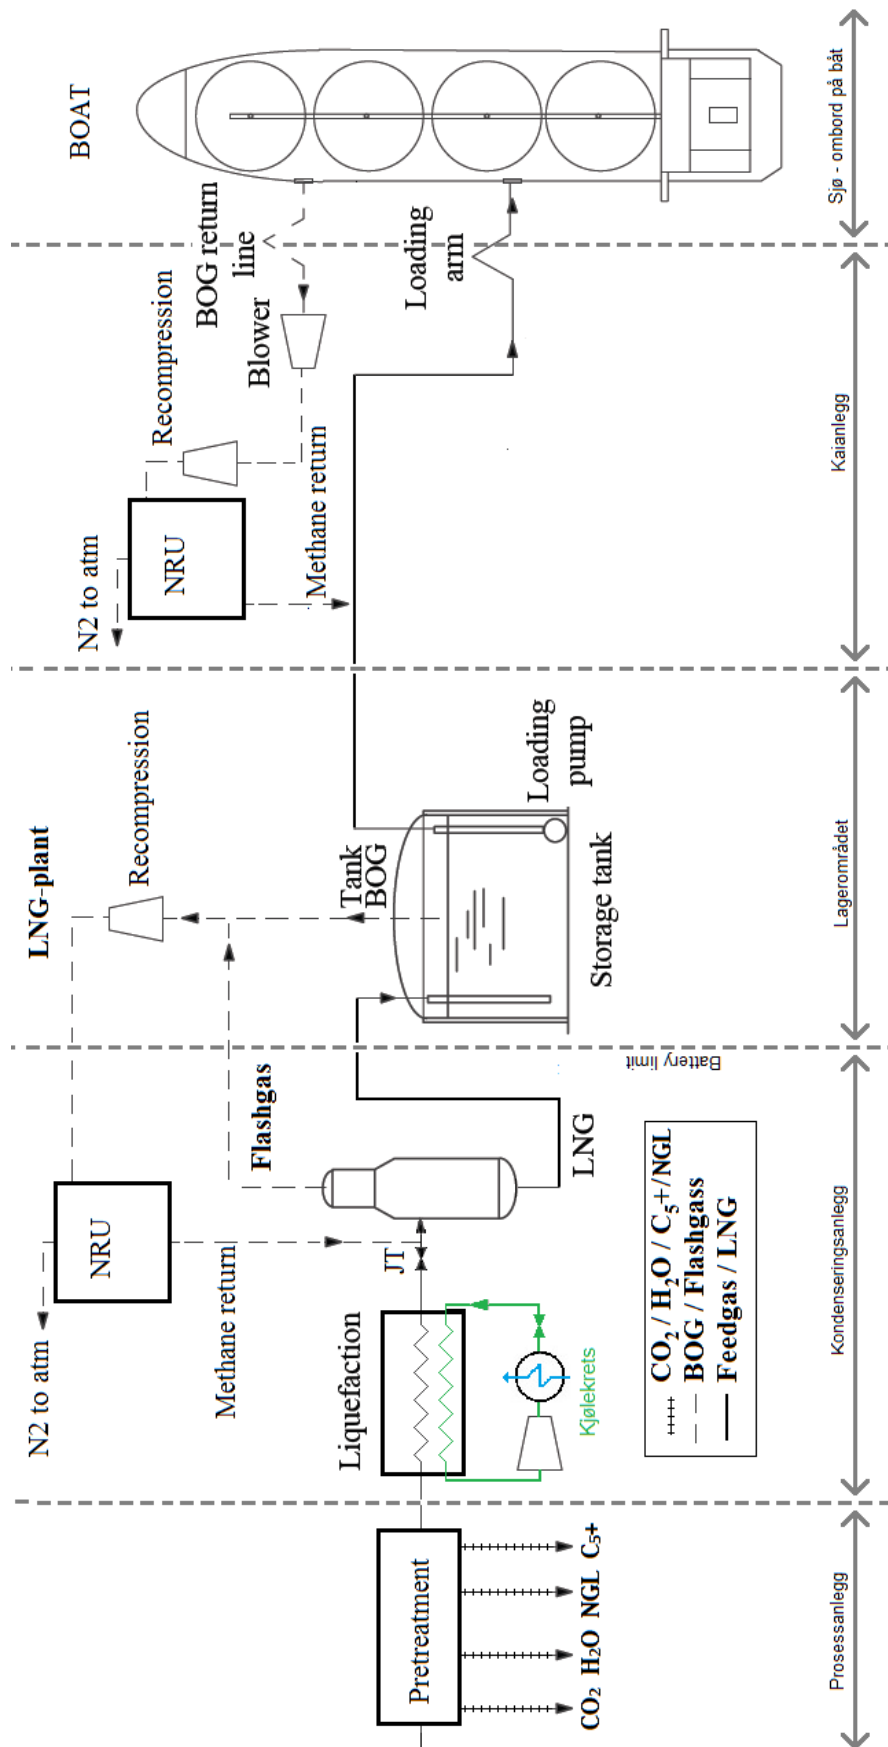 LNG-plant
BOAT
N2 to atm
NRU
Methane return
Flashgas
Recompression
N2 to atm
NRU
Recompression
Methane return
BOG return
line
Blower
Loading
arm
Tank
BOG
Loading
pump
Storage tank
LNG
JT
Liquefaction
Kjølekrets
Pretreatment
CO₂ H₂O NGL C₅+
Battery limit
CO₂ / H₂O / C₅+/NGL
BOG / Flashgass
Feedgas / LNG
Prosessanlegg
Kondenseringsanlegg
Lagerområdet
Kaianlegg
Sjø - ombord på båt